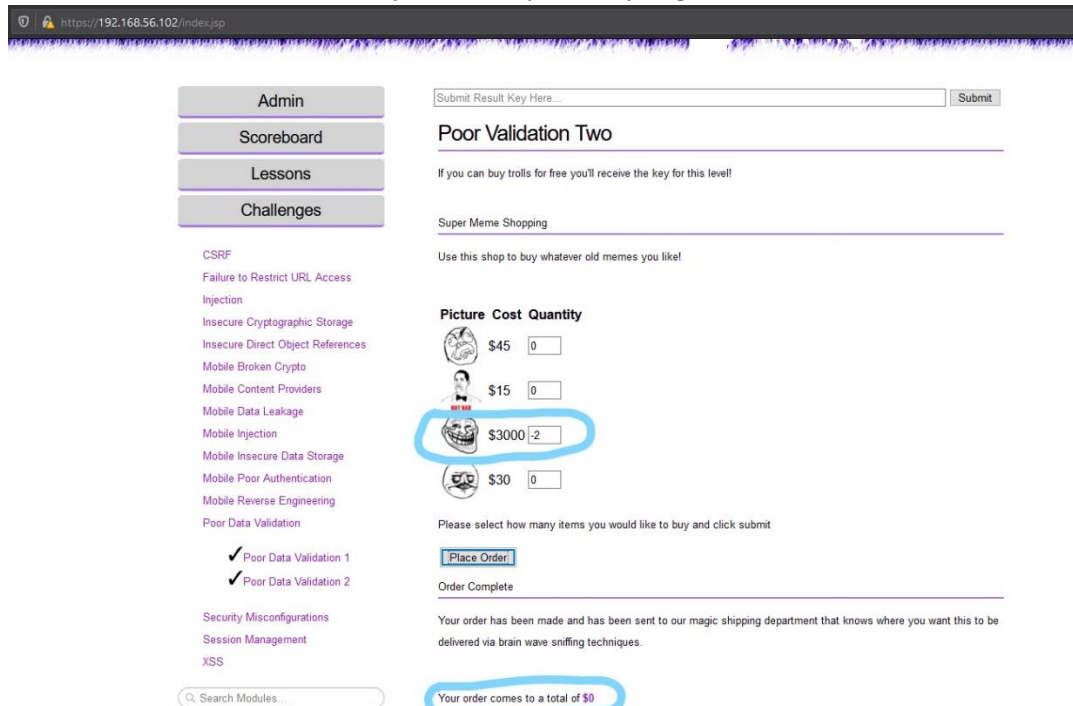 https://192.168.56.102/index.jsp
Admin
Scoreboard
Lessons
Challenges
CSRF
Failure to Restrict URL Access
Injection
Insecure Cryptographic Storage
Insecure Direct Object References
Mobile Broken Crypto
Mobile Content Providers
Mobile Data Leakage
Mobile Injection
Mobile Insecure Data Storage
Mobile Poor Authentication
Mobile Reverse Engineering
Poor Data Validation
✓Poor Data Validation 1
✓Poor Data Validation 2
Security Misconfigurations
Session Management
XSS
Search Modules...
Submit Result Key Here... Submit
Poor Validation Two
If you can buy trolls for free you'll receive the key for this level!
Super Meme Shopping
Use this shop to buy whatever old memes you like!
Picture Cost Quantity
$45 0
$15 0
NOT BAD
$3000 -2
$30 0
Please select how many items you would like to buy and click submit
Place Order
Order Complete
Your order has been made and has been sent to our magic shipping department that knows where you want this to be
delivered via brain wave sniffing techniques.
Your order comes to a total of $0